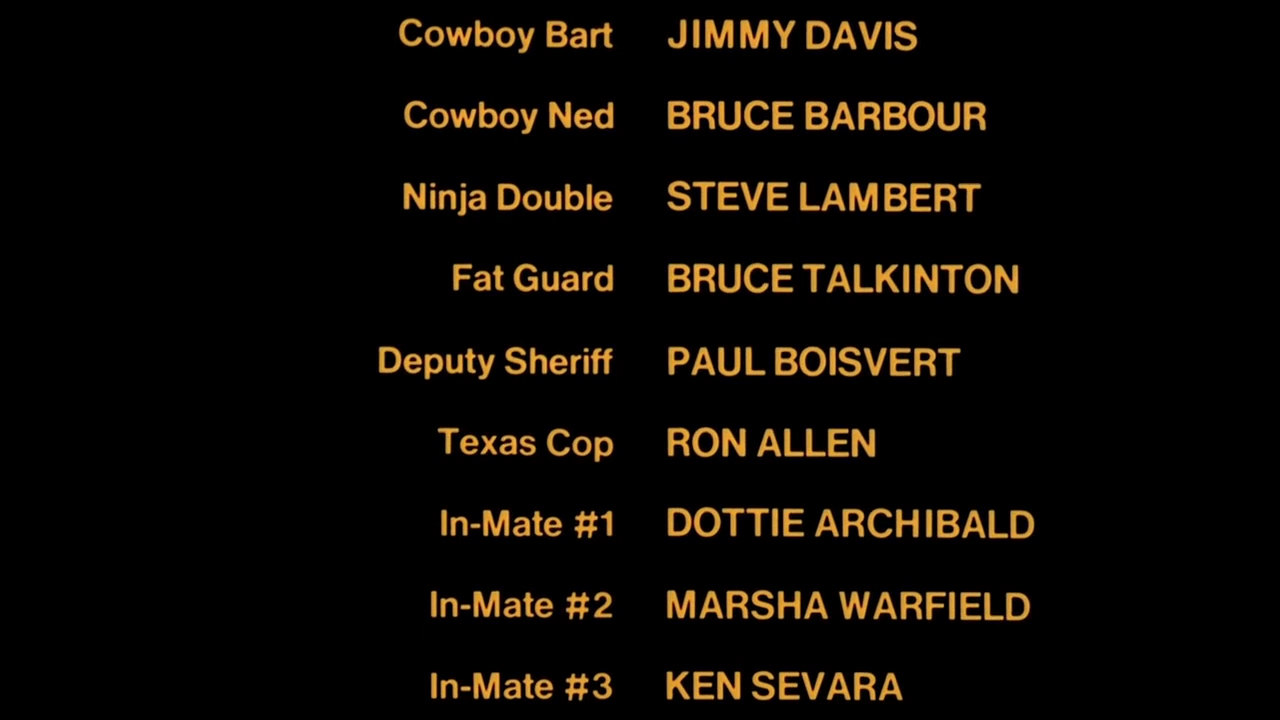 Cowboy Bart JIMMY DAVIS
Cowboy Ned BRUCE BARBOUR
Ninja Double STEVE LAMBERT
Fat Guard BRUCE TALKINTON
Deputy Sheriff PAUL BOISVERT
Texas Cop RON ALLEN
In-Mate #1 DOTTIE ARCHIBALD
In-Mate #2 MARSHA WARFIELD
In-Mate #3 KEN SEVARA